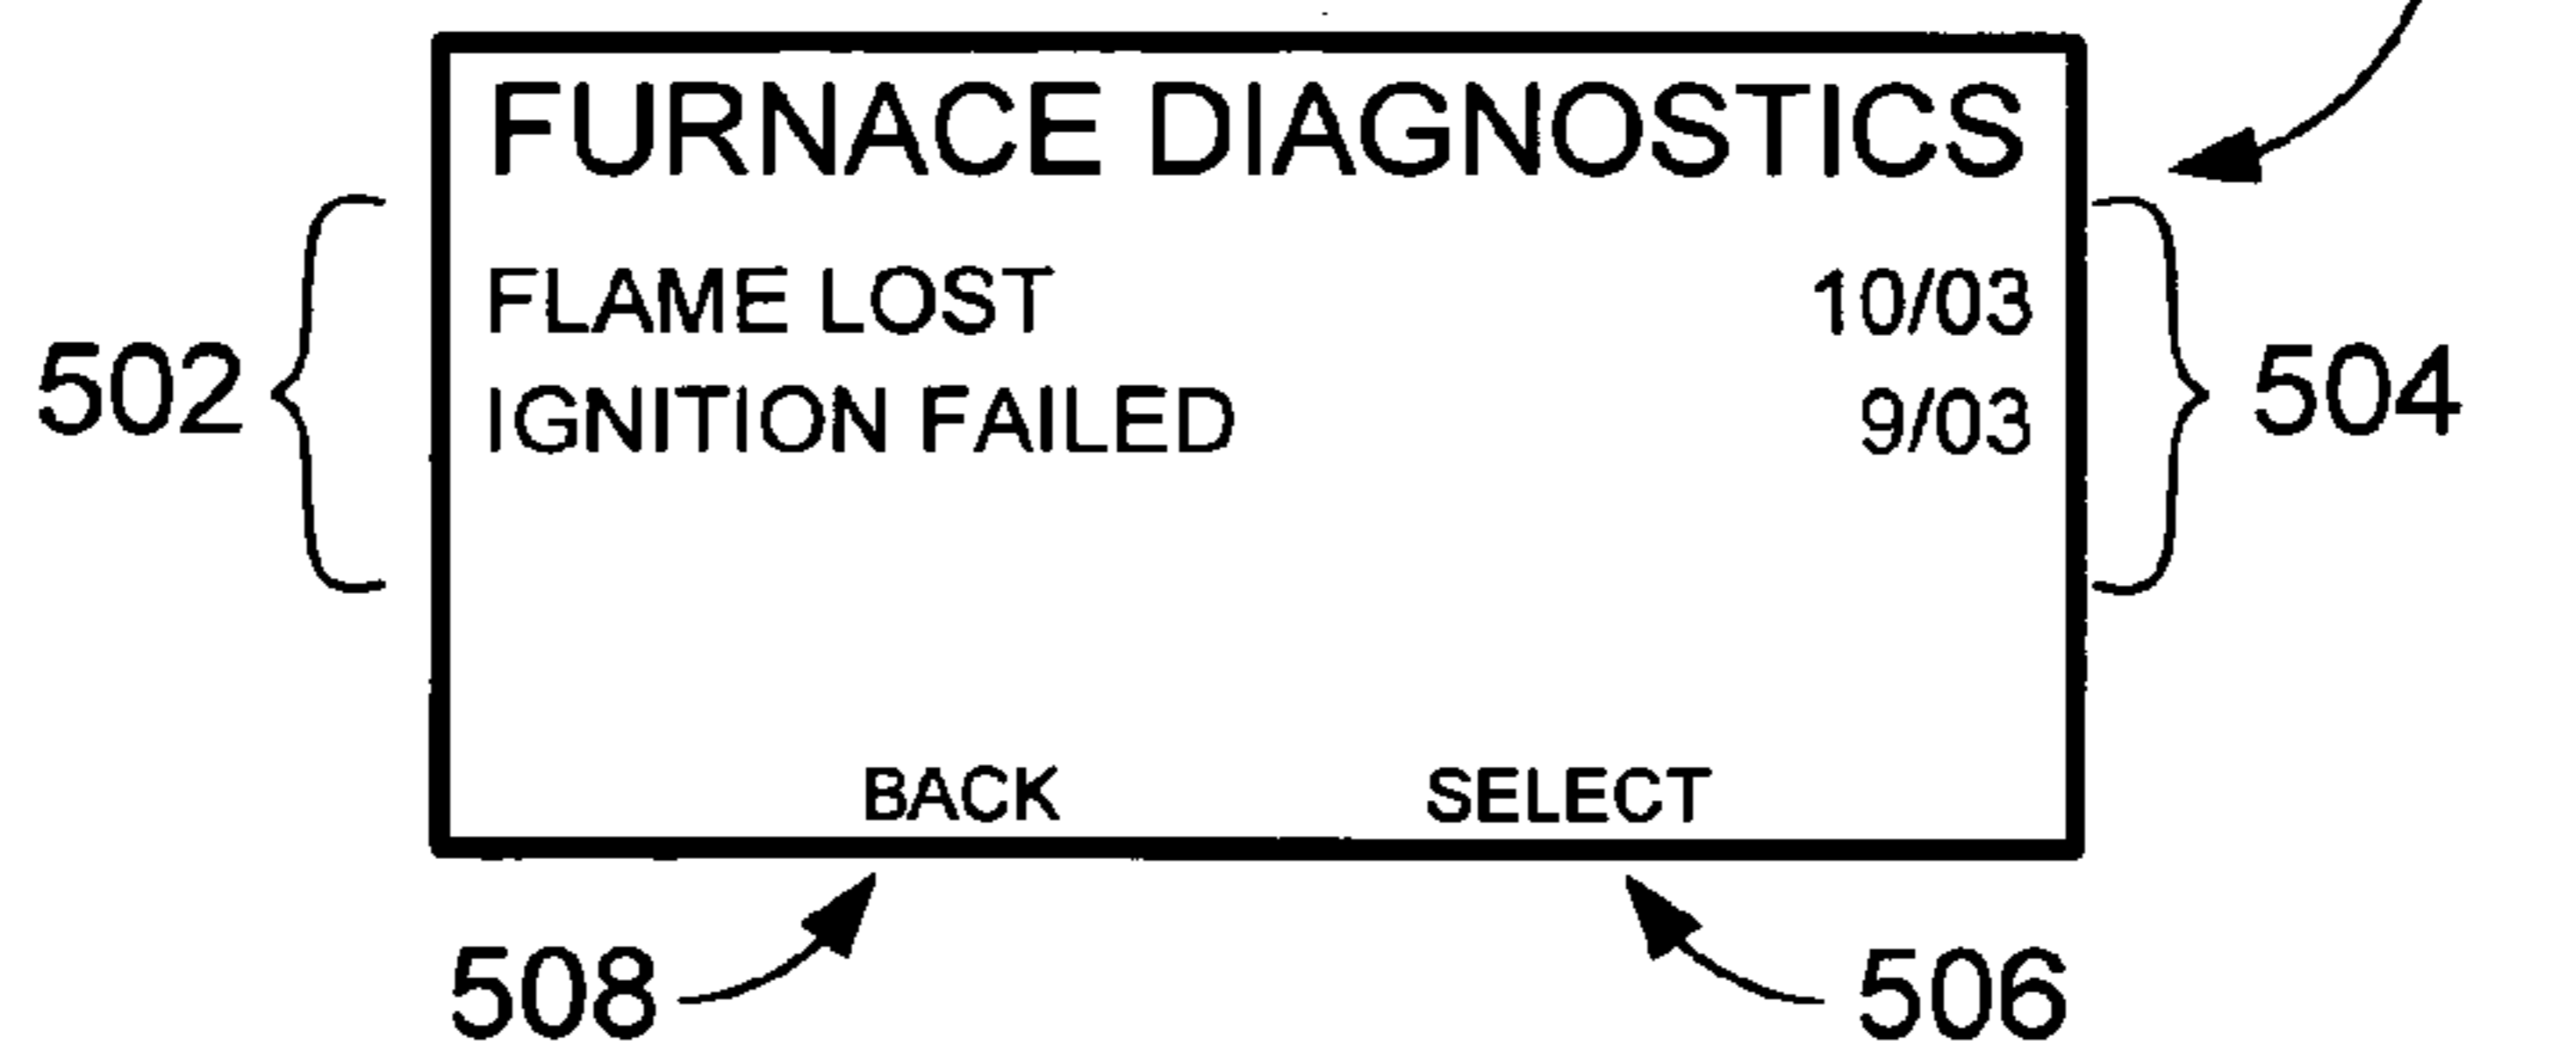 FURNACE DIAGNOSTICS
FLAME LOST 10/03
502 IGNITION FAILED 9/03 504
BACK SELECT
508 506